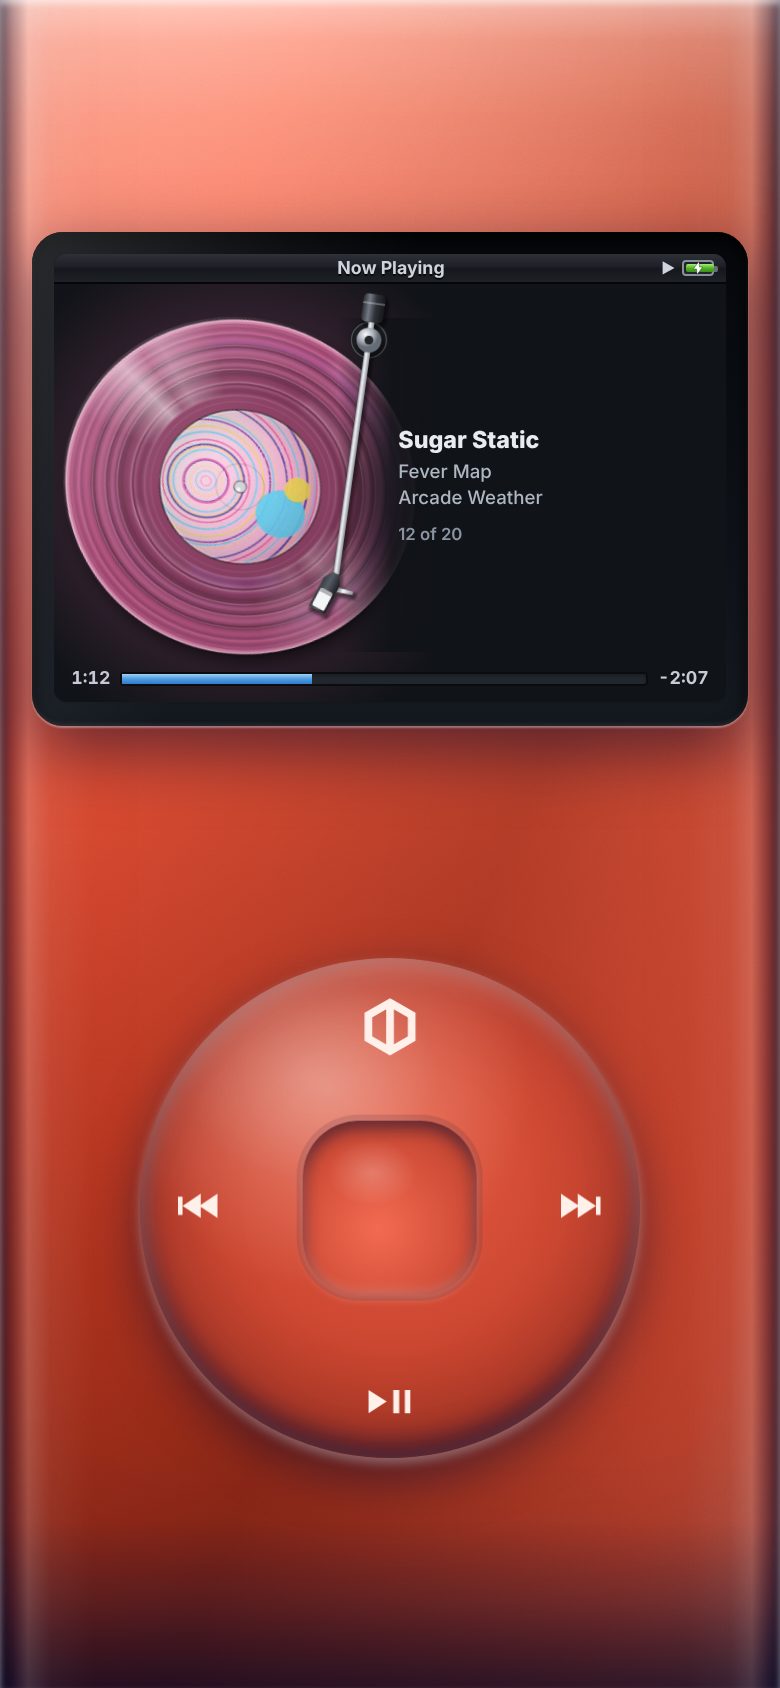 Now Playing
Sugar Static
Fever Map
Arcade Weather
12 of 20
1:12
-2:07